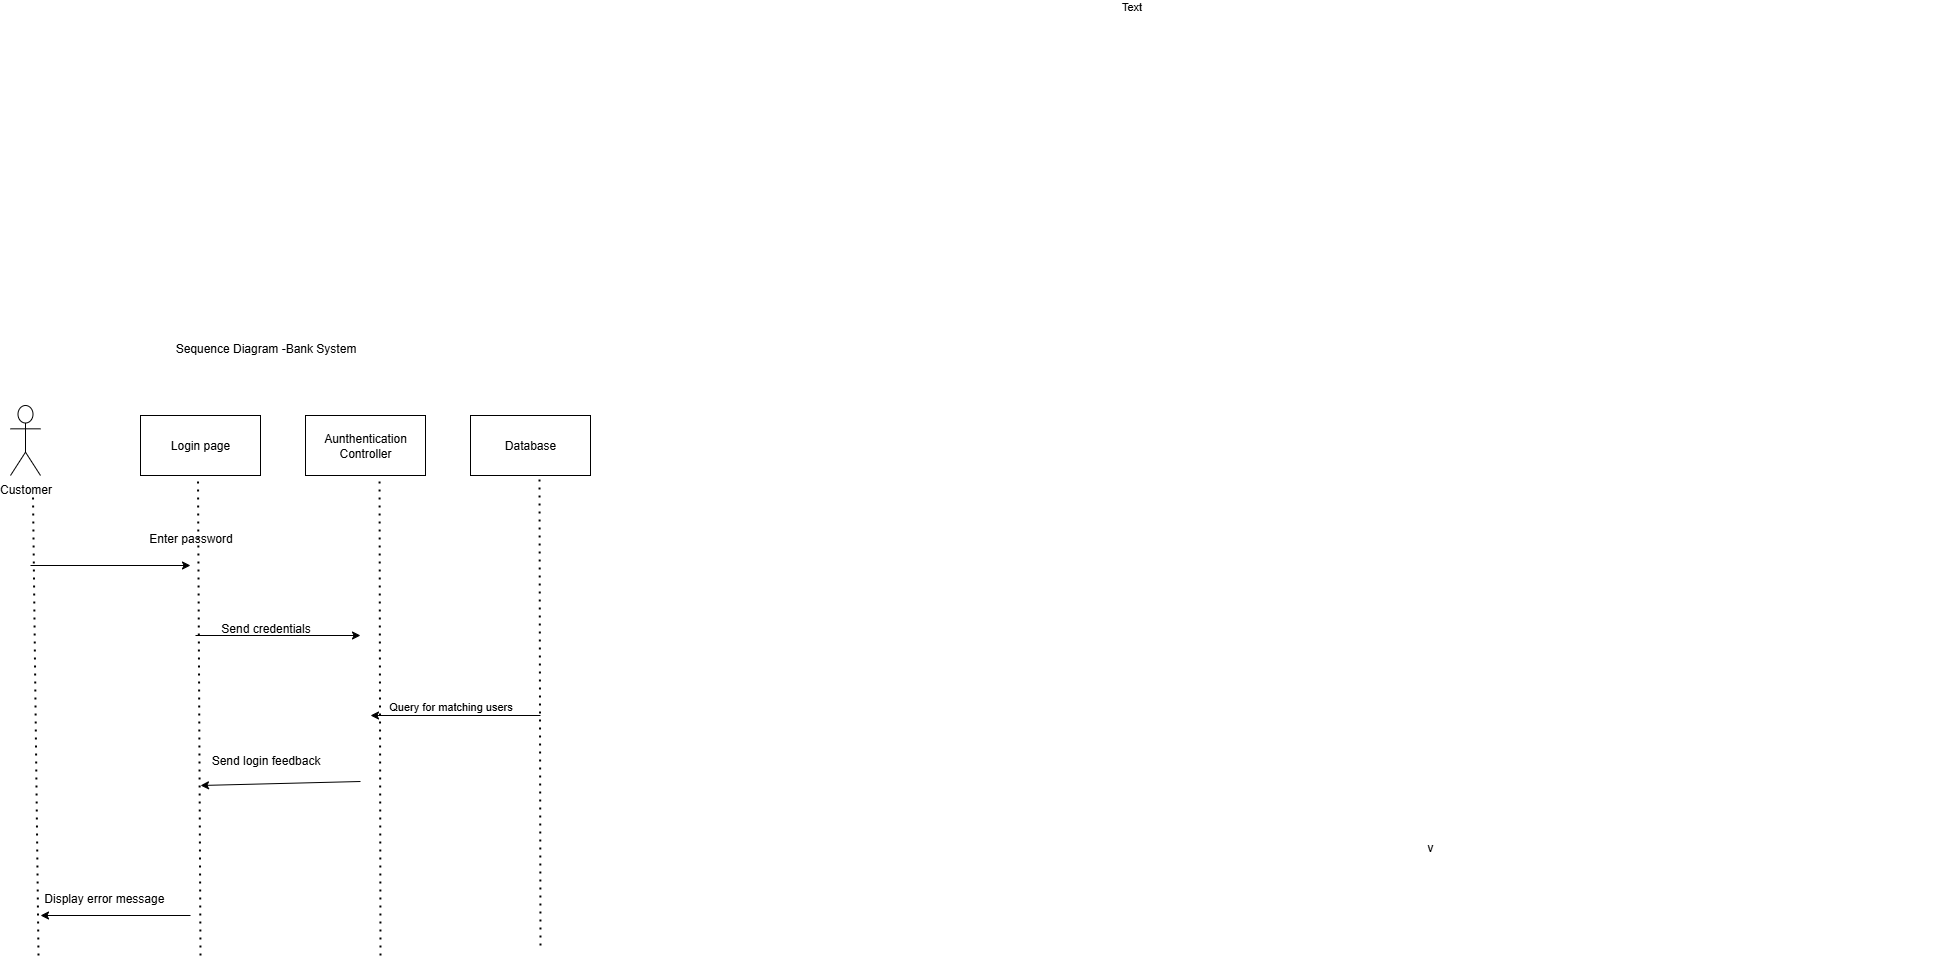 Text
Sequence Diagram -Bank System
Login page
Aunthentication
Controller
Database
Customer
Enter password
Send credentials
Query for matching users
Send login feedback
v
Display error message